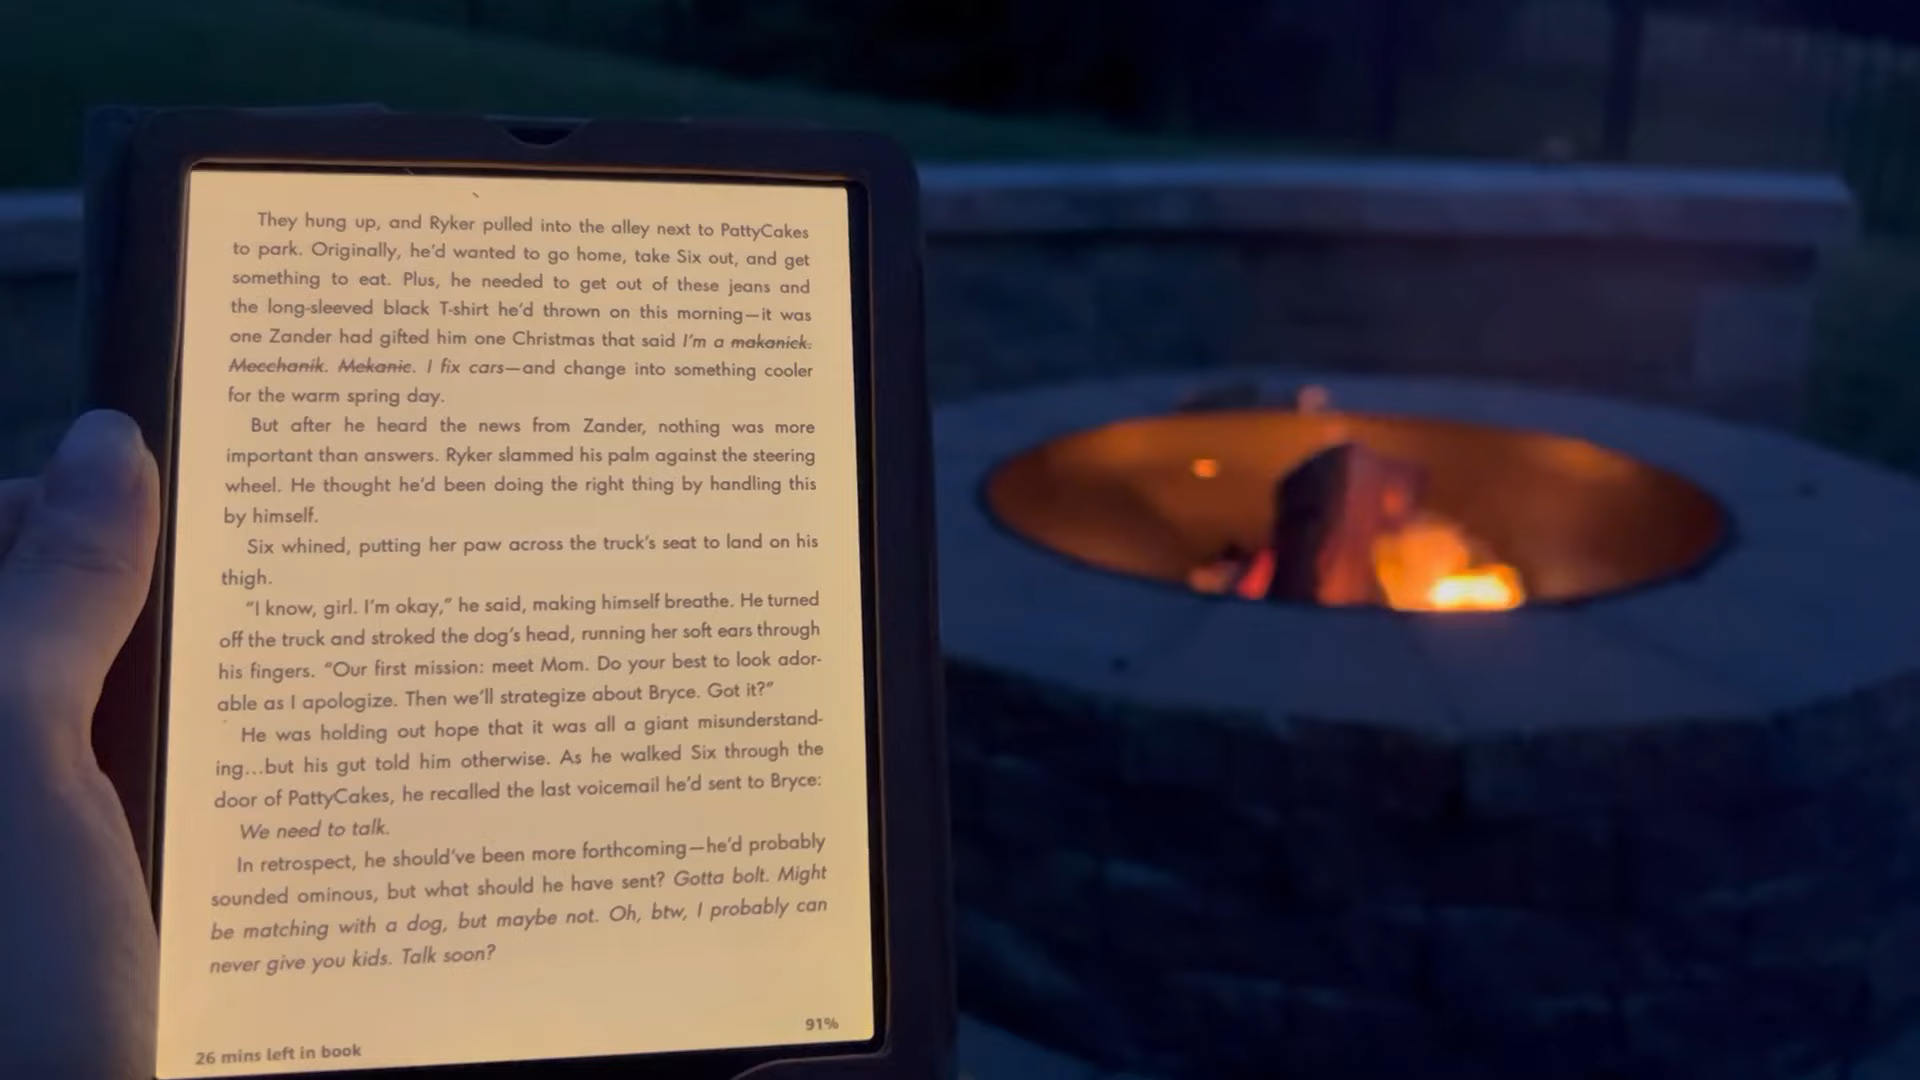 They hung up, and Ryker pulled into the alley next to PattyCakes
to park. Originally, he'd wanted to go home, take Six out, and get
something to eat. Plus, he needed to get out of these jeans and
the long-sleeved black T-shirt he'd thrown on this morning—it was
one Zander had gifted him one Christmas that said I'm a makanick.
Mecchanik. Mekanic. I fix cars—and change into something cooler
for the warm spring day.
But after he heard the news from Zander, nothing was more
important than answers. Ryker slammed his palm against the steering
wheel. He thought he'd been doing the right thing by handling this
by himself.
Six whined, putting her paw across the truck's seat to land on his
thigh.
“I know, girl. I'm okay,” he said, making himself breathe. He turned
off the truck and stroked the dog's head, running her soft ears through
his fingers. “Our first mission: meet Mom. Do your best to look ador-
able as I apologize. Then we'll strategize about Bryce. Got it?”
He was holding out hope that it was all a giant misunderstand-
ing...but his gut told him otherwise. As he walked Six through the
door of PattyCakes, he recalled the last voicemail he'd sent to Bryce:
We need to talk.
In retrospect, he should've been more forthcoming—he'd probably
sounded ominous, but what should he have sent? Gotta bolt. Might
be matching with a dog, but maybe not. Oh, btw, I probably can
never give you kids. Talk soon?
91%
26 mins left in book